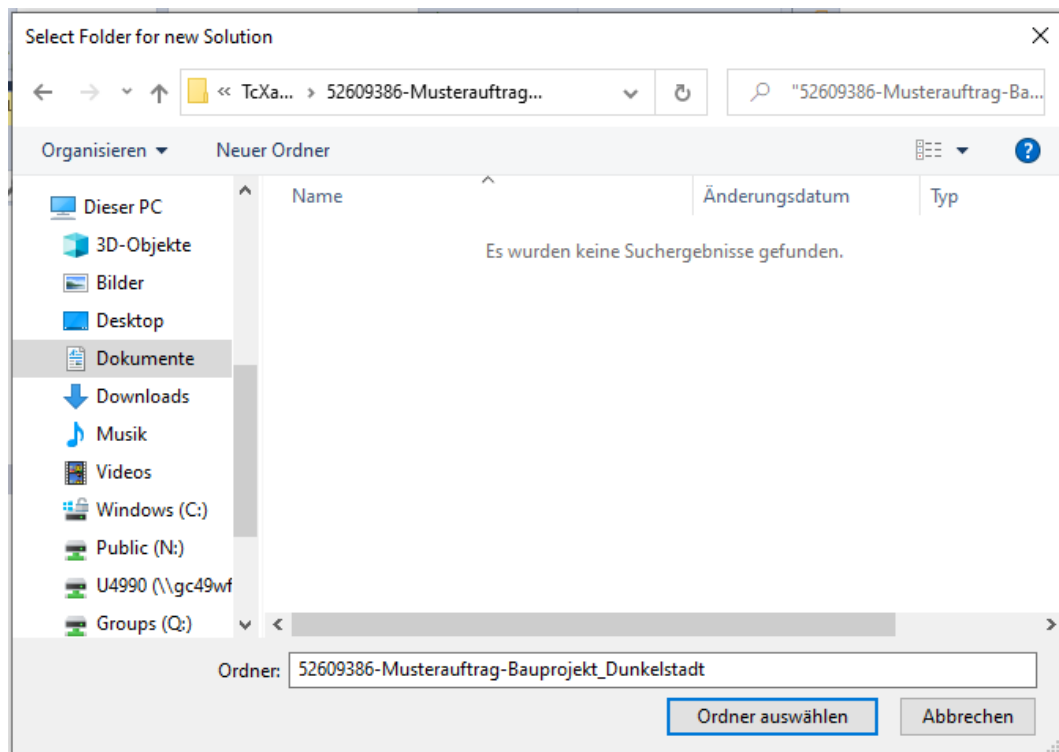 Select Folder for new Solution
« TcXa... › 52609386-Musterauftrag...
"52609386-Musterauftrag-Ba...
Organisieren
Neuer Ordner
?
Name
Änderungsdatum
Typ
Es wurden keine Suchergebnisse gefunden.
Dieser PC
3D-Objekte
Bilder
Desktop
Dokumente
Downloads
Musik
Videos
Windows (C:)
Public (N:)
U4990 (\\gc49wf
Groups (Q:)
Ordner: 52609386-Musterauftrag-Bauprojekt_Dunkelstadt
Ordner auswählen
Abbrechen